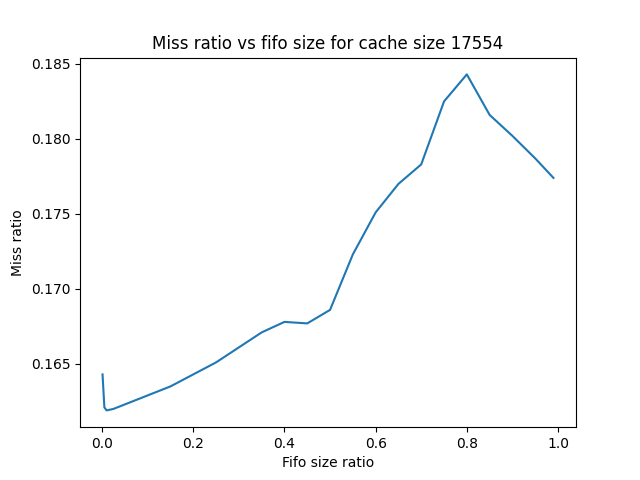 Miss ratio vs fifo size for cache size 17554
0.185
0.180
0.175
0.170
0.165
Miss ratio
0.0 0.2 0.4 0.6 0.8 1.0
Fifo size ratio